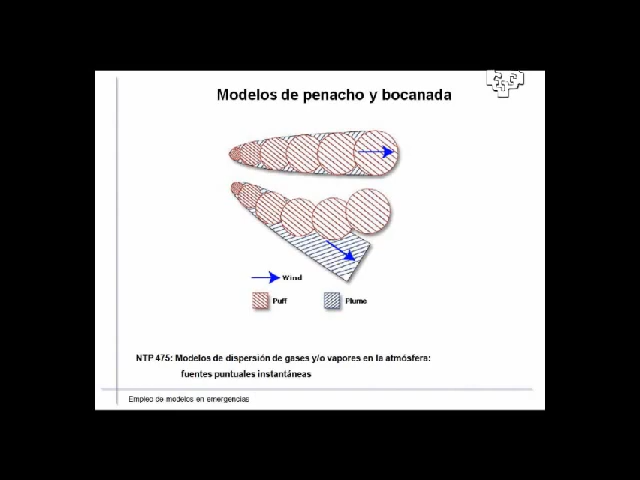 Modelos de penacho y bocanada
Wind
Puff
Plume
NTP 475: Modelos de dispersión de gases y/o vapores en la atmósfera:
fuentes puntuales instantáneas
Empleo de modelos en emergencias